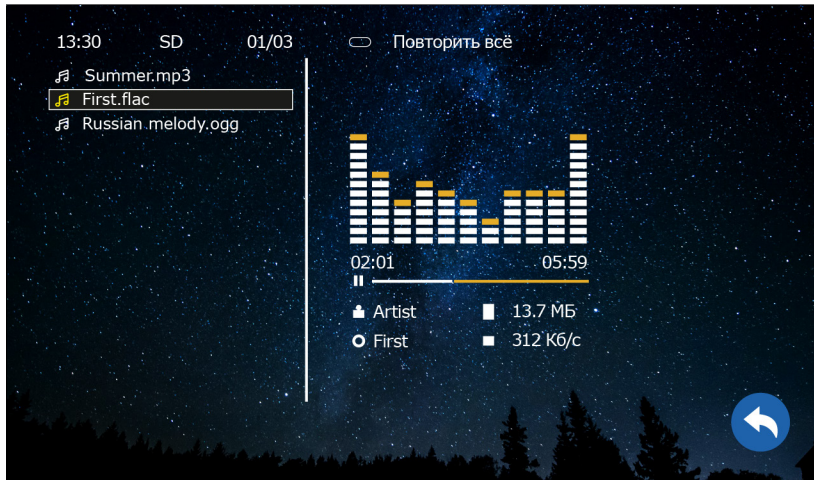 13:30 SD 01/03
Повторить всё
Summer.mp3
First.flac
Russian melody.ogg
02:01 05:59
Artist 13.7 МБ
First 312 Кб/с